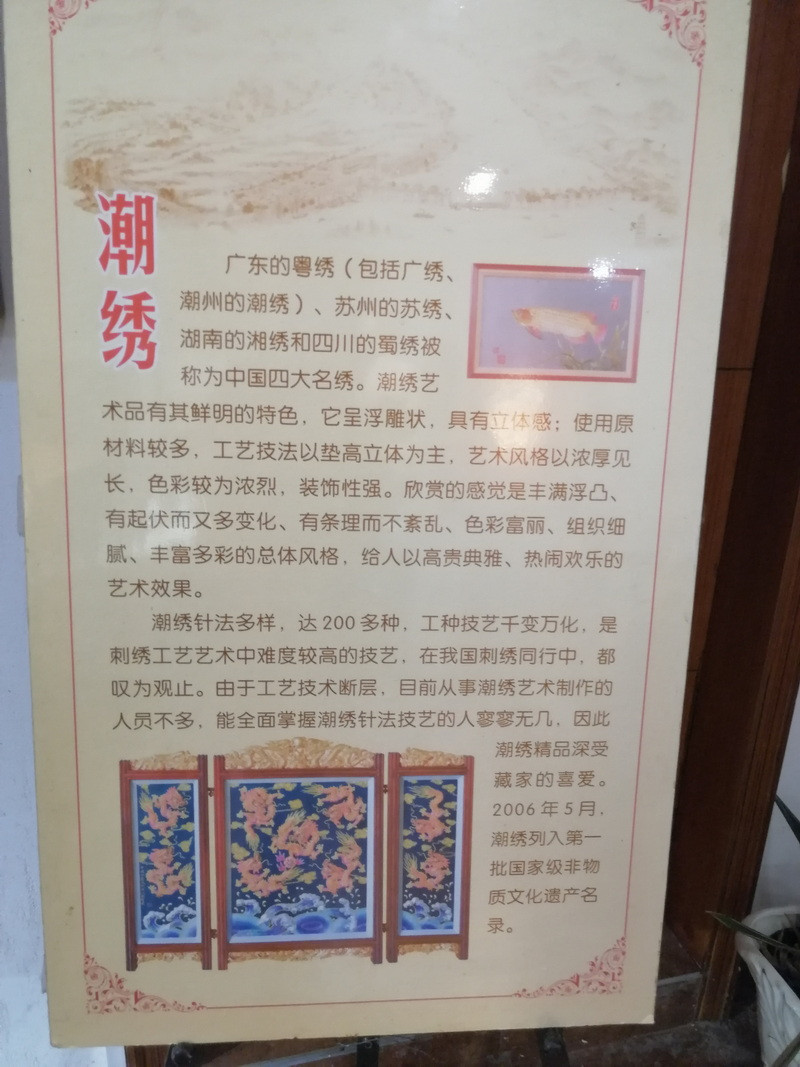 潮绣
广东的粤绣（包括广绣、
潮州的潮绣）、苏州的苏绣、
湖南的湘绣和四川的蜀绣被
称为中国四大名绣。潮绣艺
术品有其鲜明的特色，它呈浮雕状，具有立体感；使用原
材料较多，工艺技法以垫高立体为主，艺术风格以浓厚见
长，色彩较为浓烈，装饰性强。欣赏的感觉是丰满浮凸、
有起伏而又多变化、有条理而不紊乱、色彩富丽、组织细
腻、丰富多彩的总体风格，给人以高贵典雅、热闹欢乐的
艺术效果。
潮绣针法多样，达200多种，工种技艺千变万化，是
刺绣工艺艺术中难度较高的技艺，在我国刺绣同行中，都
叹为观止。由于工艺技术断层，目前从事潮绣艺术制作的
人员不多，能全面掌握潮绣针法技艺的人寥寥无几，因此
潮绣精品深受
藏家的喜爱。
2006年5月，
潮绣列入第一
批国家级非物
质文化遗产名
录。